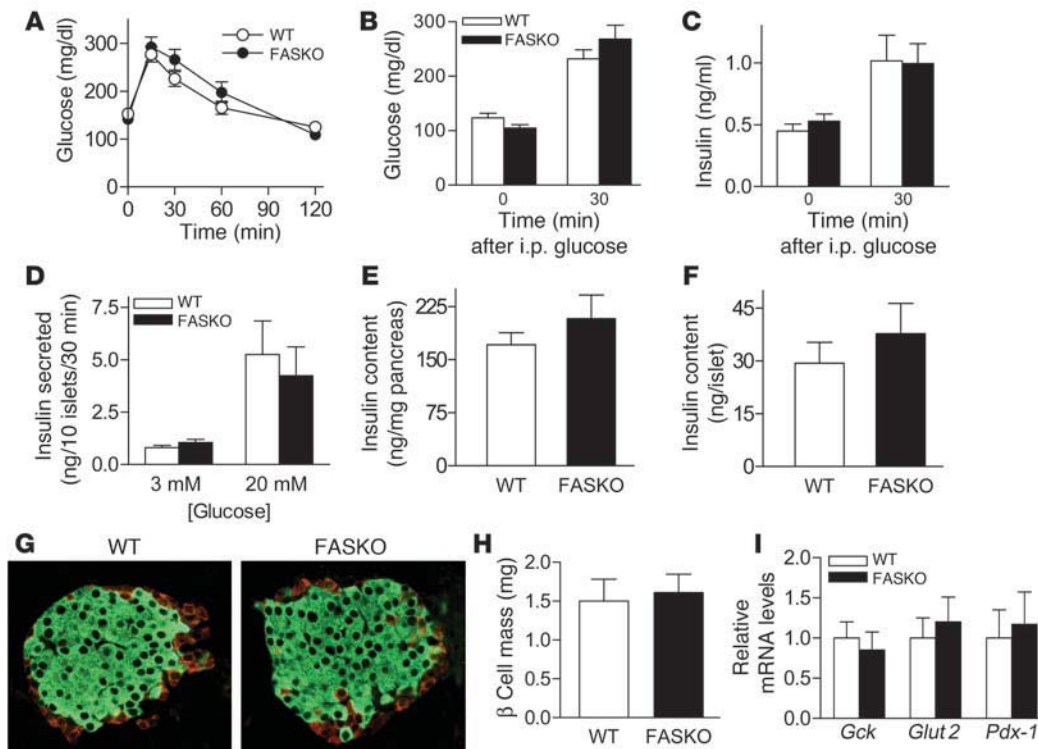 A
Glucose (mg/dl)
300
200
100
0
WT
FASKO
0 30 60 90 120
Time (min)
B
Glucose (mg/dl)
300
200
100
0
WT
FASKO
0 30
Time (min)
after i.p. glucose
C
Insulin (ng/ml)
1.0
0.5
0.0
0 30
Time (min)
after i.p. glucose
D
Insulin secreted
(ng/10 islets/30 min)
7.5
5.0
2.5
0.0
WT
FASKO
3 mM 20 mM
[Glucose]
E
Insulin content
(ng/mg pancreas)
225
150
75
0
WT FASKO
F
Insulin content
(ng/islet)
45
30
15
0
WT FASKO
G
WT FASKO
H
β Cell mass (mg)
2.0
1.5
1.0
0.5
0.0
WT FASKO
I
Relative
mRNA levels
2.0
1.5
1.0
0.5
0.0
WT
FASKO
Gck Glut2 Pdx-1